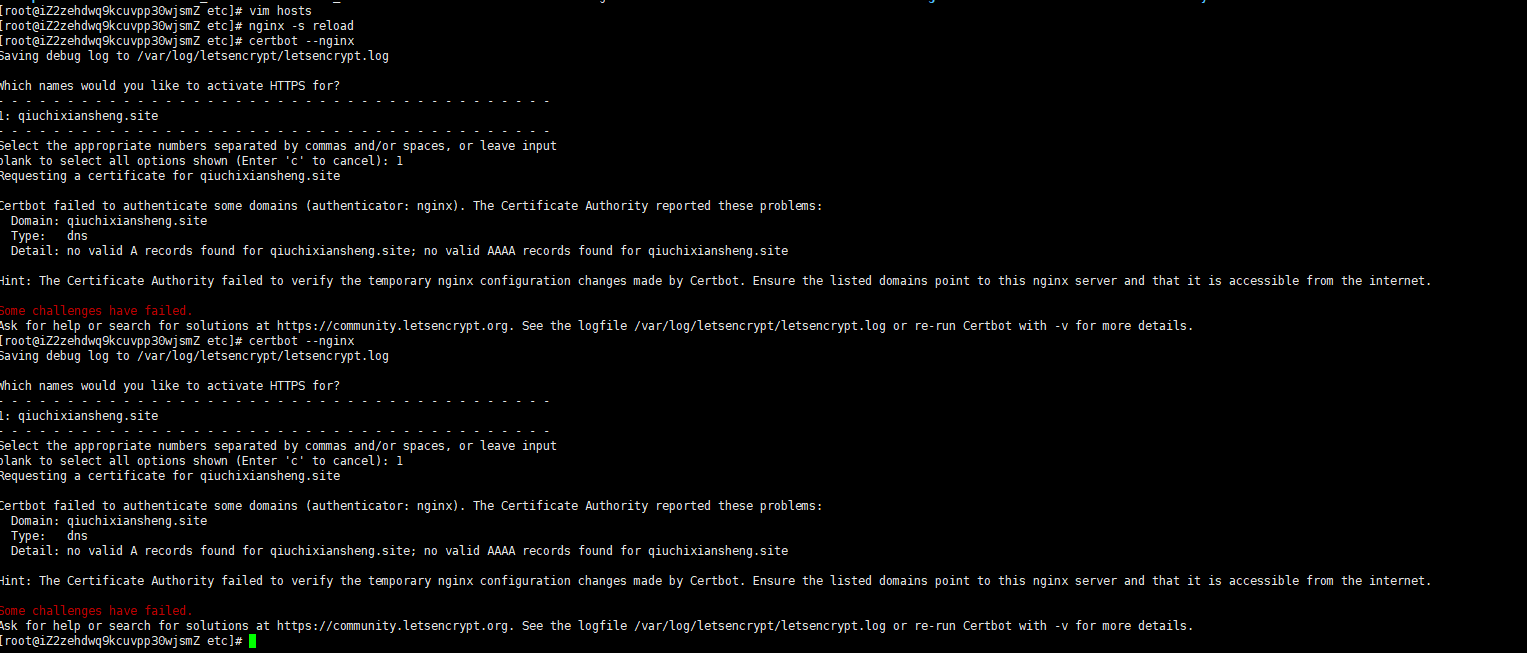 [root@iZ2zehdwq9kcuvpp30wjsmZ etc]# vim hosts
[root@iZ2zehdwq9kcuvpp30wjsmZ etc]# nginx -s reload
[root@iZ2zehdwq9kcuvpp30wjsmZ etc]# certbot --nginx
Saving debug log to /var/log/letsencrypt/letsencrypt.log
Which names would you like to activate HTTPS for?
- - - - - - - - - - - - - - - - - - - - - - - - - - - - - - - - - - - - - - - -
1: qiuchixiansheng.site
- - - - - - - - - - - - - - - - - - - - - - - - - - - - - - - - - - - - - - - -
Select the appropriate numbers separated by commas and/or spaces, or leave input
blank to select all options shown (Enter 'c' to cancel): 1
Requesting a certificate for qiuchixiansheng.site
Certbot failed to authenticate some domains (authenticator: nginx). The Certificate Authority reported these problems:
Domain: qiuchixiansheng.site
Type: dns
Detail: no valid A records found for qiuchixiansheng.site; no valid AAAA records found for qiuchixiansheng.site
Hint: The Certificate Authority failed to verify the temporary nginx configuration changes made by Certbot. Ensure the listed domains point to this nginx server and that it is accessible from the internet.
Some challenges have failed.
Ask for help or search for solutions at https://community.letsencrypt.org. See the logfile /var/log/letsencrypt/letsencrypt.log or re-run Certbot with -v for more details.
[root@iZ2zehdwq9kcuvpp30wjsmZ etc]# certbot --nginx
Saving debug log to /var/log/letsencrypt/letsencrypt.log
Which names would you like to activate HTTPS for?
- - - - - - - - - - - - - - - - - - - - - - - - - - - - - - - - - - - - - - - -
1: qiuchixiansheng.site
- - - - - - - - - - - - - - - - - - - - - - - - - - - - - - - - - - - - - - - -
Select the appropriate numbers separated by commas and/or spaces, or leave input
blank to select all options shown (Enter 'c' to cancel): 1
Requesting a certificate for qiuchixiansheng.site
Certbot failed to authenticate some domains (authenticator: nginx). The Certificate Authority reported these problems:
Domain: qiuchixiansheng.site
Type: dns
Detail: no valid A records found for qiuchixiansheng.site; no valid AAAA records found for qiuchixiansheng.site
Hint: The Certificate Authority failed to verify the temporary nginx configuration changes made by Certbot. Ensure the listed domains point to this nginx server and that it is accessible from the internet.
Some challenges have failed.
Ask for help or search for solutions at https://community.letsencrypt.org. See the logfile /var/log/letsencrypt/letsencrypt.log or re-run Certbot with -v for more details.
[root@iZ2zehdwq9kcuvpp30wjsmZ etc]#